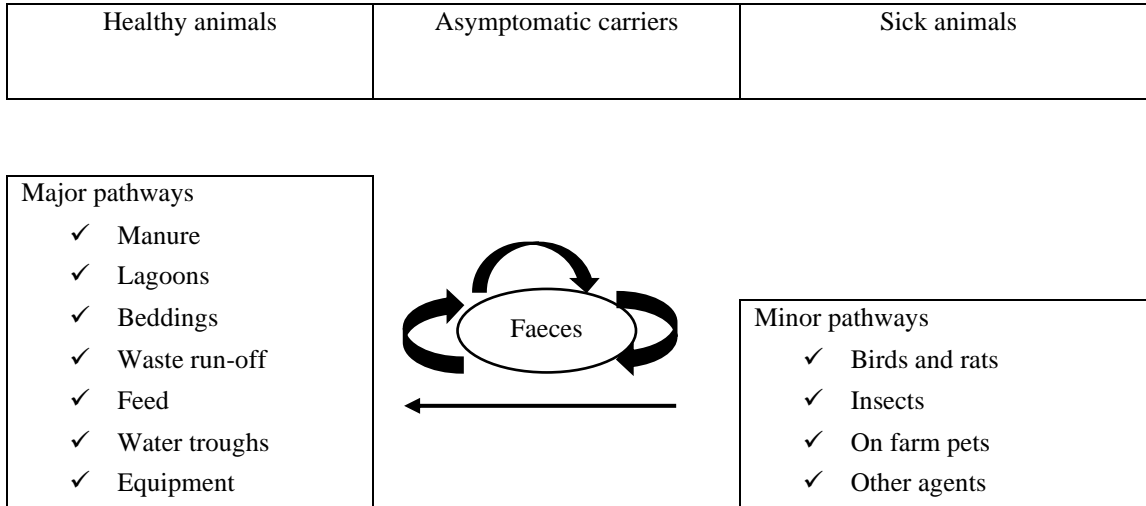 Healthy animals
Asymptomatic carriers
Sick animals
Major pathways
✓ Manure
✓ Lagoons
✓ Beddings
✓ Waste run-off
✓ Feed
✓ Water troughs
✓ Equipment
Faeces
Minor pathways
✓ Birds and rats
✓ Insects
✓ On farm pets
✓ Other agents